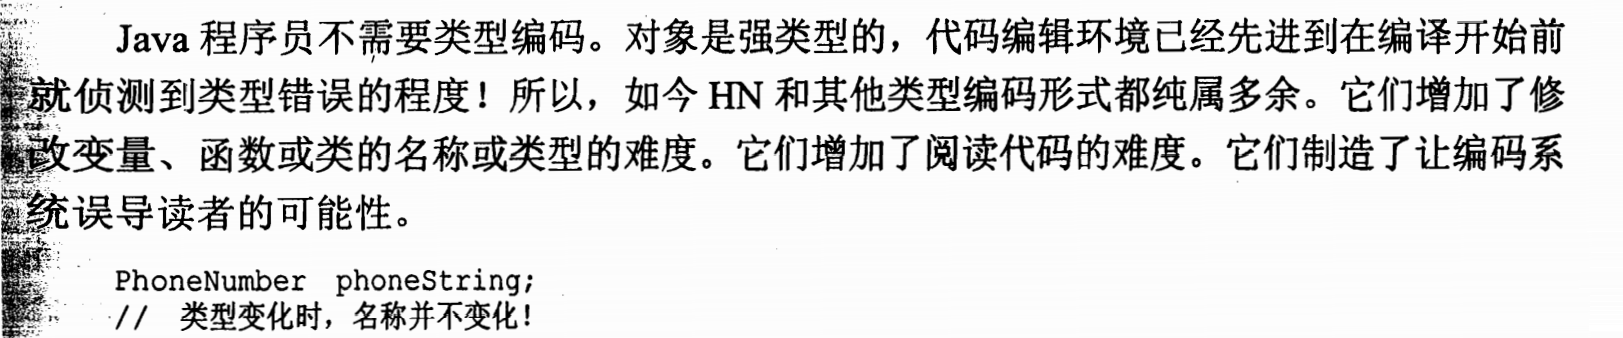 Java 程序员不需要类型编码。对象是强类型的，代码编辑环境已经先进到在编译开始前
就侦测到类型错误的程度！所以，如今 HN 和其他类型编码形式都纯属多余。它们增加了修
改变量、函数或类的名称或类型的难度。它们增加了阅读代码的难度。它们制造了让编码系
统误导读者的可能性。
PhoneNumber phoneString;
// 类型变化时，名称并不变化！